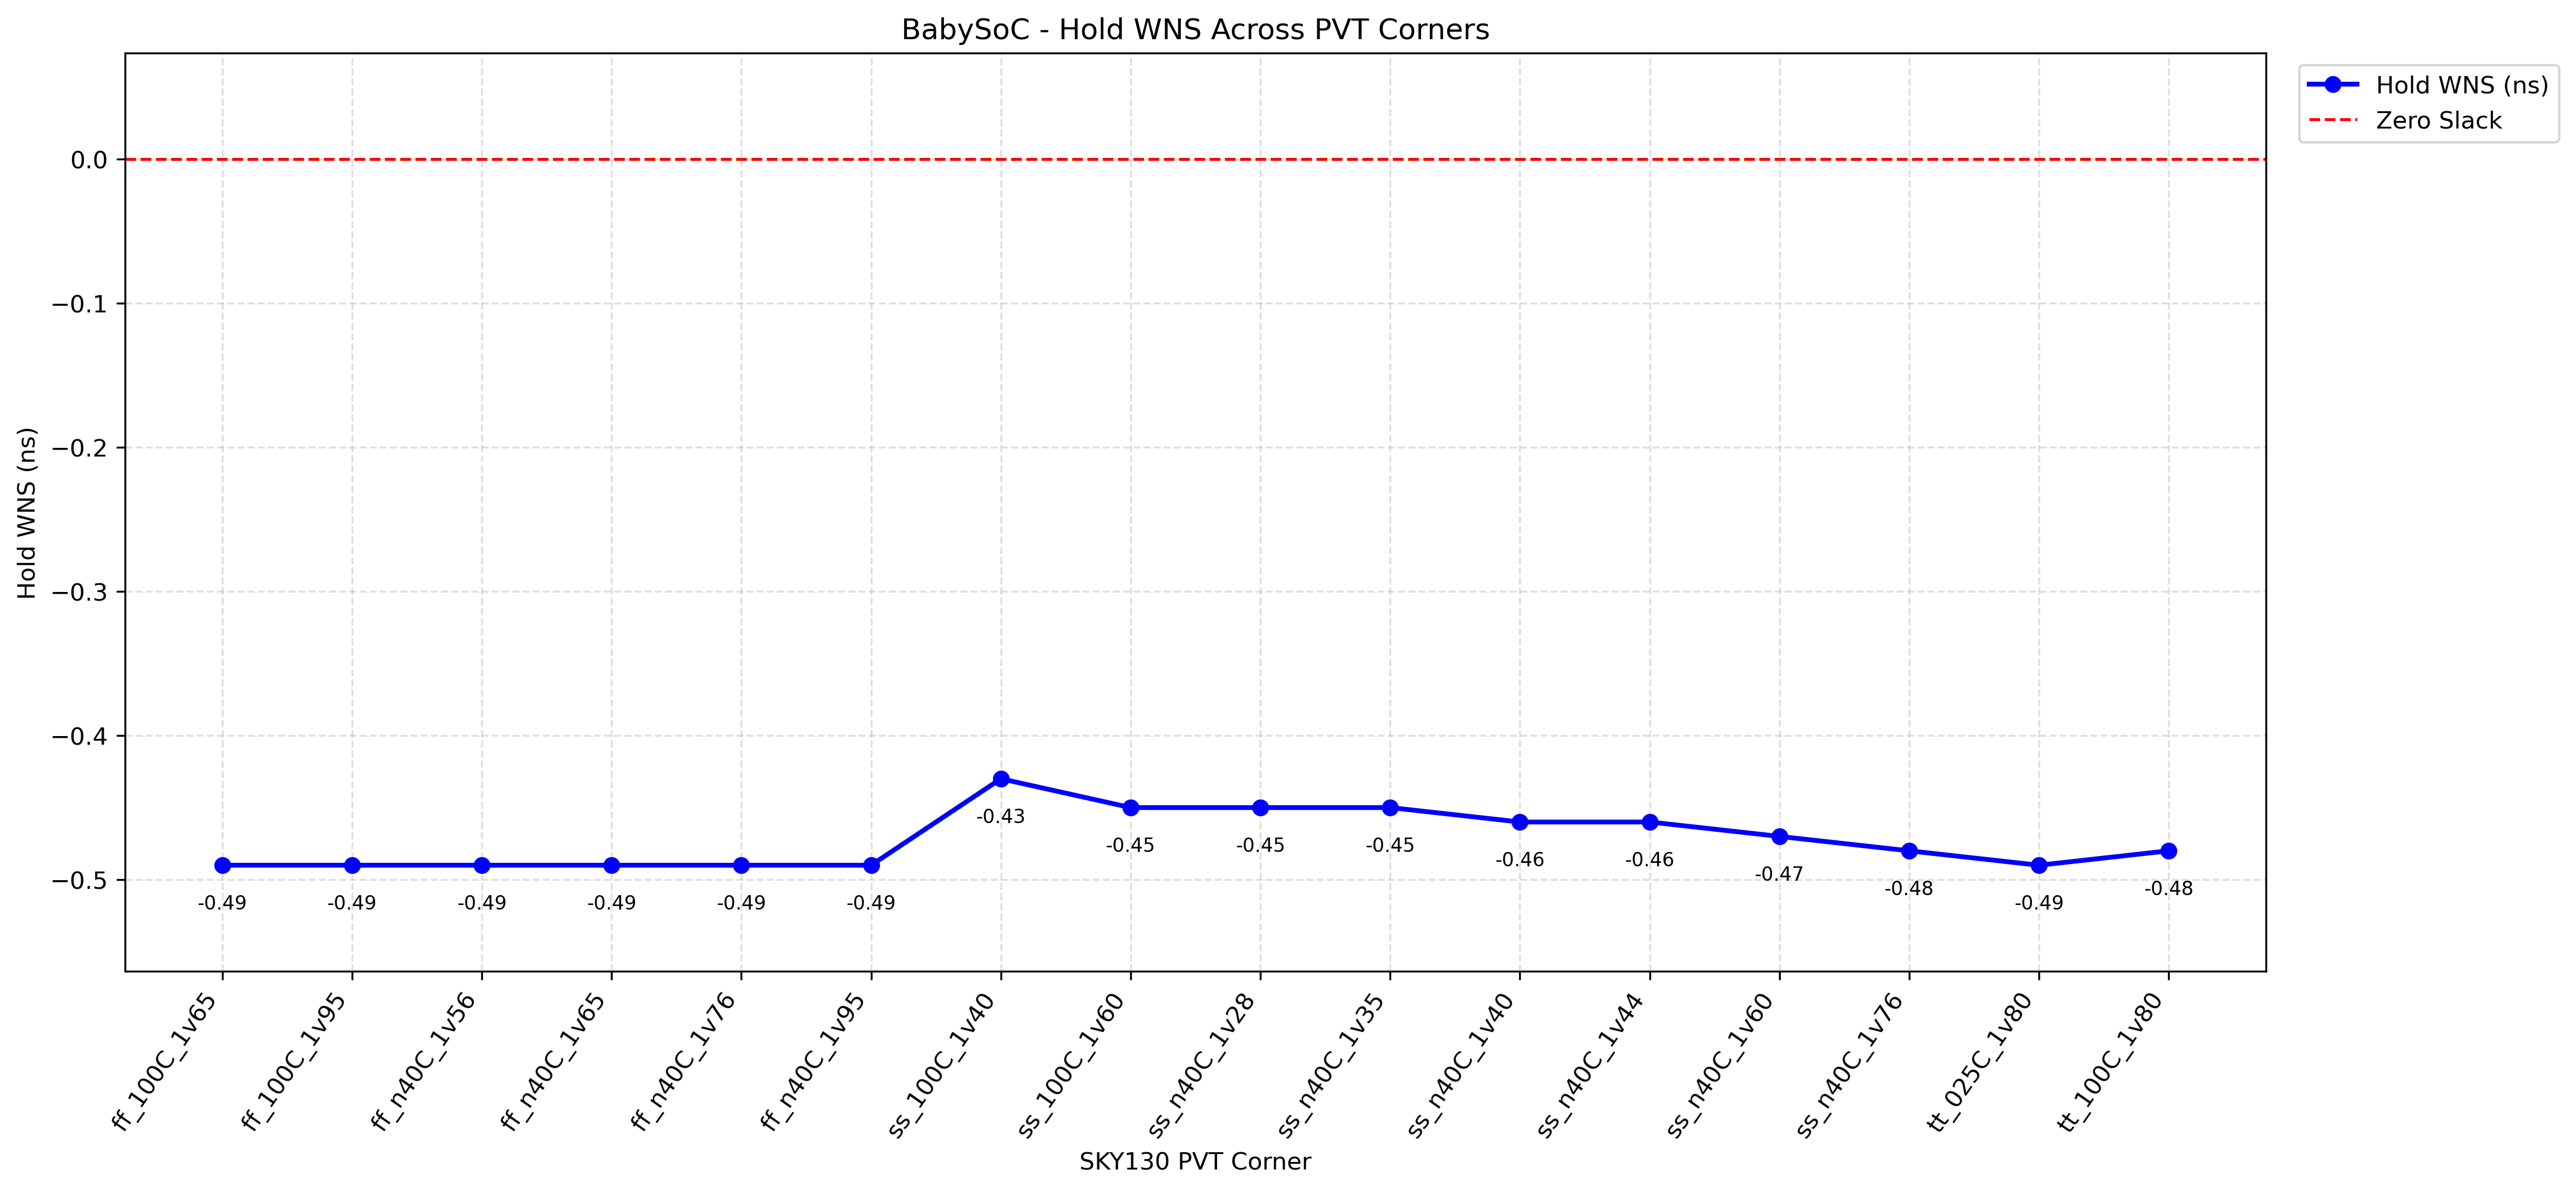 BabySoC - Hold WNS Across PVT Corners
Hold WNS (ns)
Zero Slack
Hold WNS (ns)
0.0
−0.1
−0.2
−0.3
−0.4
−0.5
-0.49
-0.49
-0.49
-0.49
-0.49
-0.49
-0.43
-0.45
-0.45
-0.45
-0.46
-0.46
-0.47
-0.48
-0.49
-0.48
ff_100C_1v65
ff_100C_1v95
ff_n40C_1v56
ff_n40C_1v65
ff_n40C_1v76
ff_n40C_1v95
ss_100C_1v40
ss_100C_1v60
ss_n40C_1v28
ss_n40C_1v35
ss_n40C_1v40
ss_n40C_1v44
ss_n40C_1v60
ss_n40C_1v76
tt_025C_1v80
tt_100C_1v80
SKY130 PVT Corner